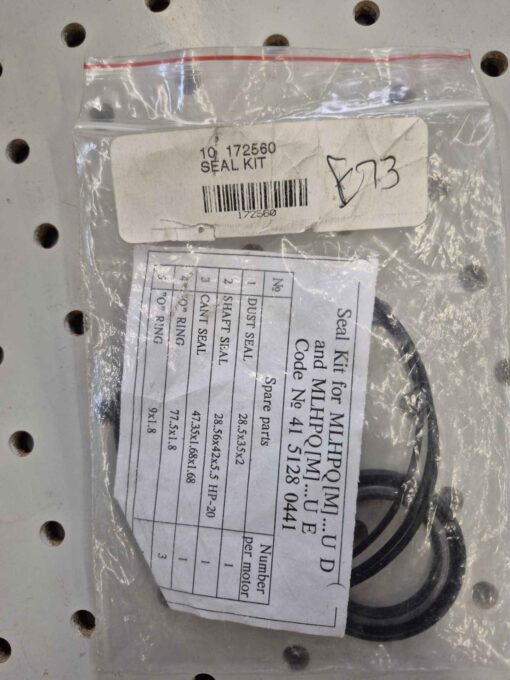 10 172560
SEAL KIT
172560
Seal Kit for MLHPQ[M]...U D
and MLHPQ[M]...U E
Code № 41 5128 0441
№ Spare parts Number per motor
1 DUST SEAL 28.5x35x2
2 SHAFT SEAL 28.56x42x5.5 HP-20 1
3 CANT SEAL 47.35x1.68x1.68 1
4 "O" RING 77.5x1.8 1
5 "O" RING 9x1.8 3